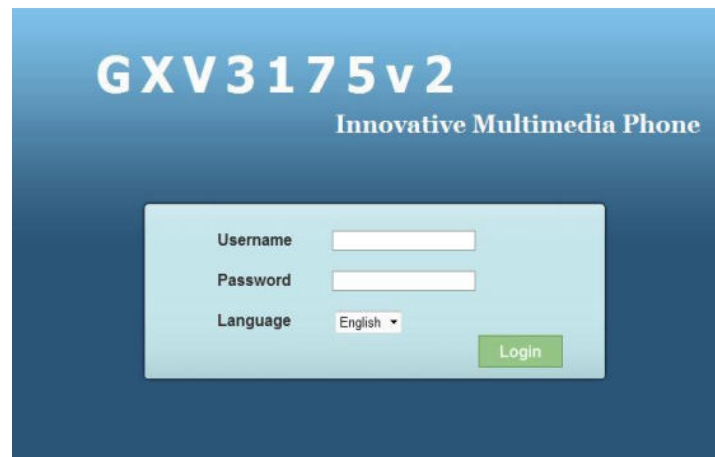 GXV3175v2
Innovative Multimedia Phone
Username
Password
Language English
Login